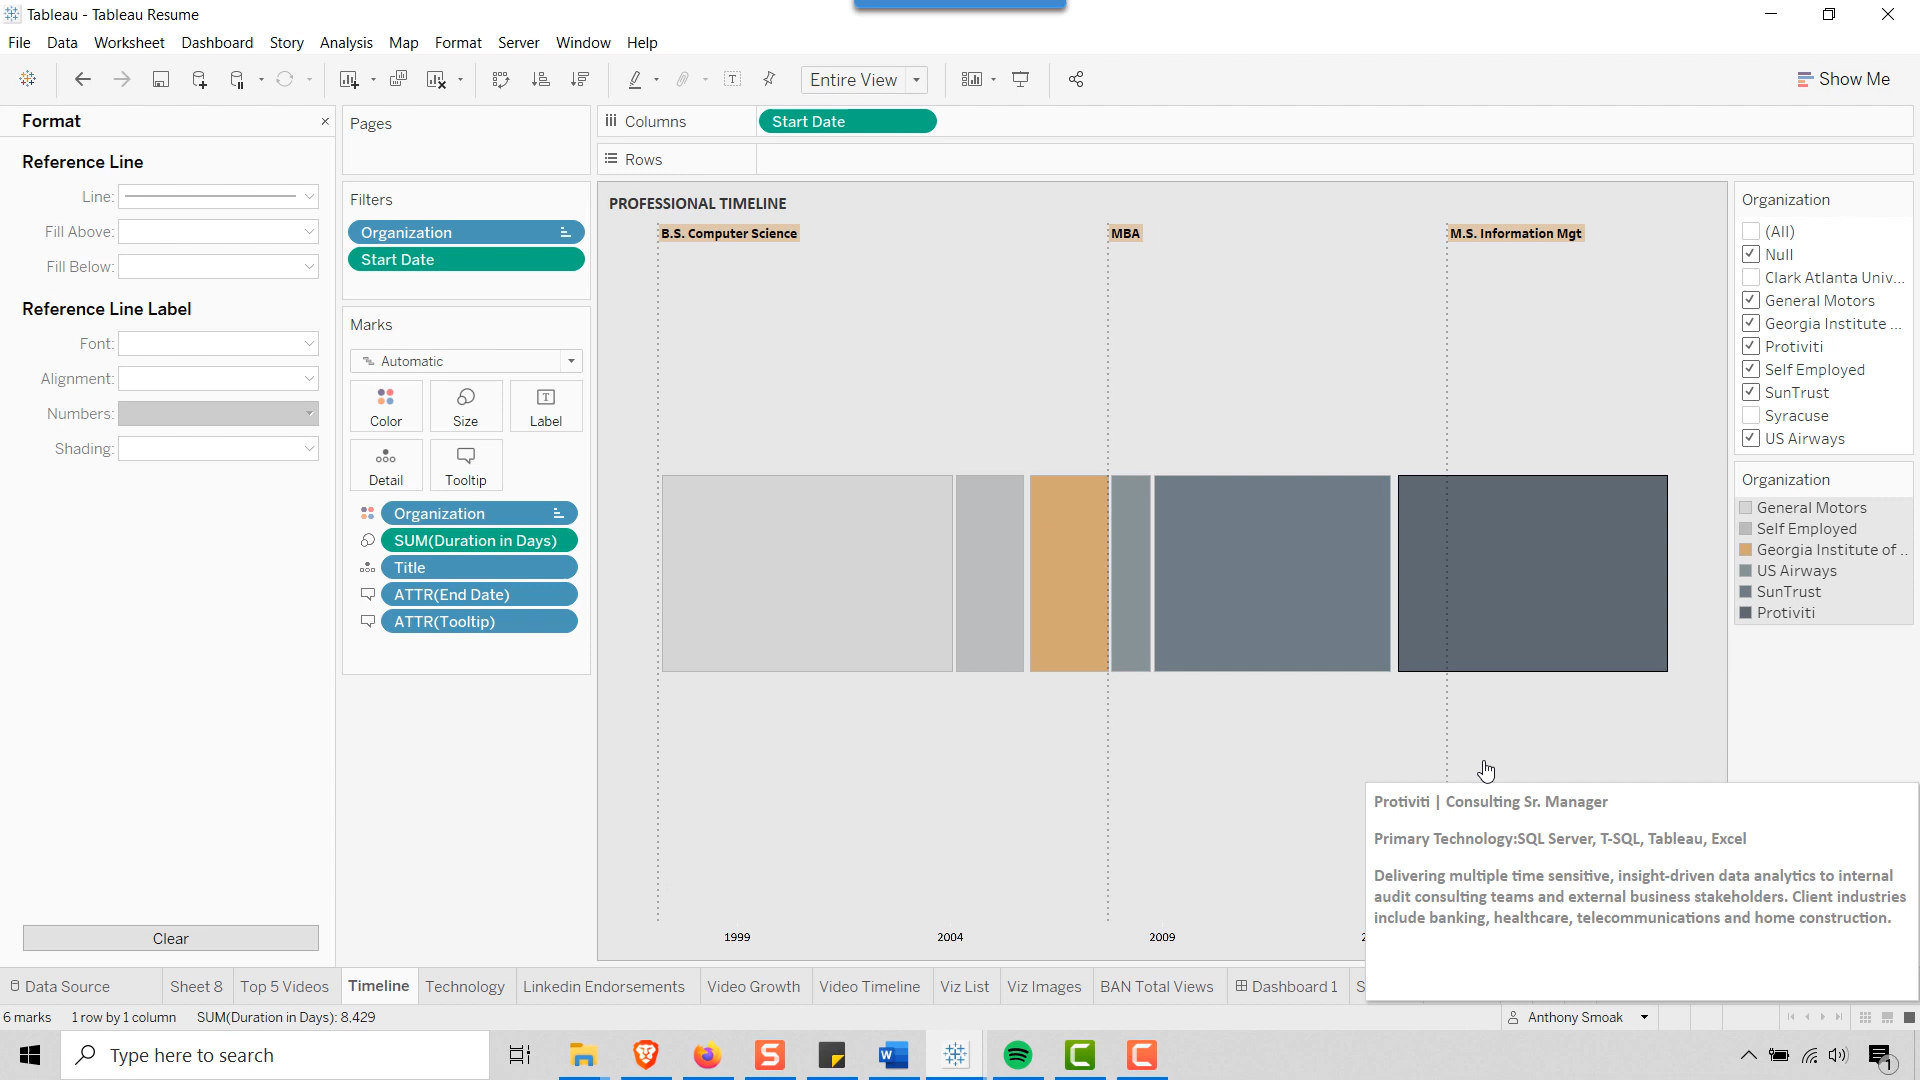 Tableau - Tableau Resume
File Data Worksheet Dashboard Story Analysis Map Format Server Window Help
Entire View
Show Me
Format
Reference Line
Line:
Fill Above:
Fill Below:
Reference Line Label
Font:
Alignment:
Numbers:
Shading:
Clear
Pages
Filters
Organization
Start Date
Marks
Automatic
Color
Size
Label
Detail
Tooltip
Organization
SUM(Duration in Days)
Title
ATTR(End Date)
ATTR(Tooltip)
Columns
Start Date
Rows
PROFESSIONAL TIMELINE
B.S. Computer Science
MBA
M.S. Information Mgt
1999
2004
2009
2
Protiviti | Consulting Sr. Manager
Primary Technology:SQL Server, T-SQL, Tableau, Excel
Delivering multiple time sensitive, insight-driven data analytics to internal
audit consulting teams and external business stakeholders. Client industries
include banking, healthcare, telecommunications and home construction.
Organization
(All)
Null
Clark Atlanta Univ...
General Motors
Georgia Institute ...
Protiviti
Self Employed
SunTrust
Syracuse
US Airways
Organization
General Motors
Self Employed
Georgia Institute of ..
US Airways
SunTrust
Protiviti
Data Source Sheet 8 Top 5 Videos Timeline Technology Linkedin Endorsements Video Growth Video Timeline Viz List Viz Images BAN Total Views Dashboard 1 S
6 marks 1 row by 1 column SUM(Duration in Days): 8,429
Anthony Smoak
Type here to search
1